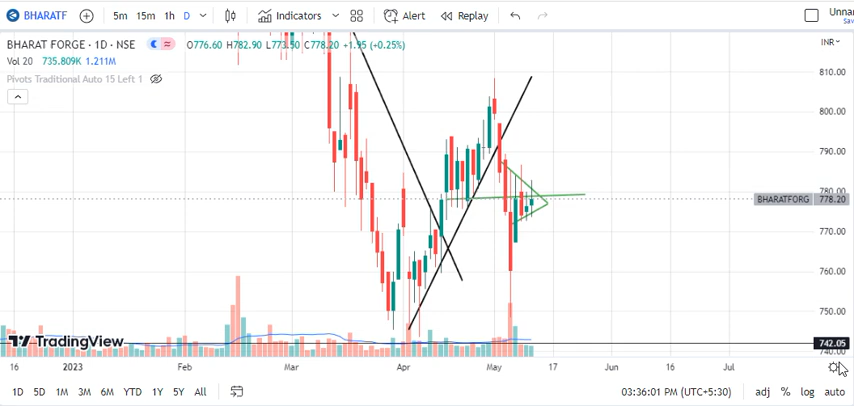 BHARATF 5m 15m 1h D Indicators Alert Replay Unnar
Sav
BHARAT FORGE · 1D · NSE O776.60 H782.90 L773.50 C778.20 +1.95 (+0.25%) INR
Vol 20 735.809K 1.211M
Pivots Traditional Auto 15 Left 1
810.00
800.00
790.00
780.00
BHARATFORG 778.20
770.00
760.00
750.00
TradingView 742.05
740.00
16 2023 Feb Mar Apr May 17 Jun 16 Jul
1D 5D 1M 3M 6M YTD 1Y 5Y All 03:36:01 PM (UTC+5:30) adj % log auto